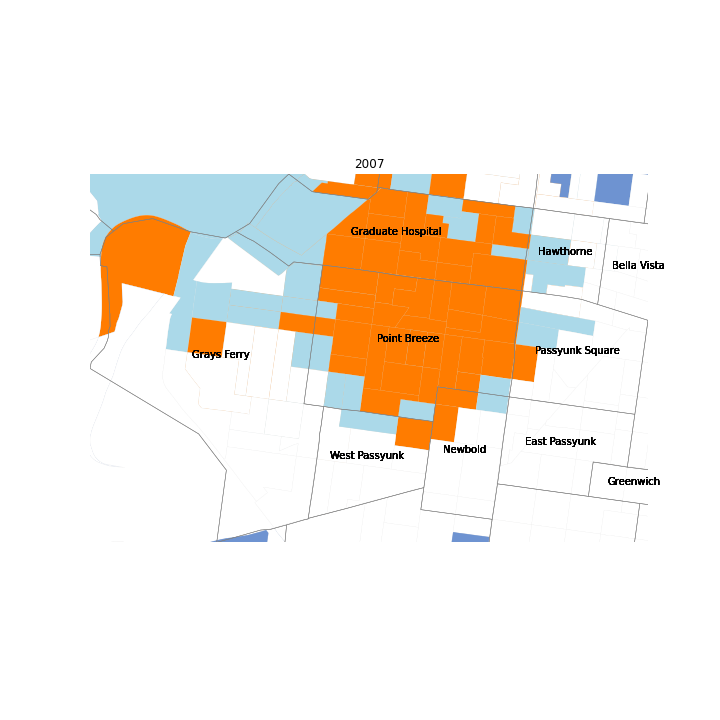 2007
Graduate Hospital
Hawthorne
Bella Vista
Point Breeze
Passyunk Square
Grays Ferry
East Passyunk
Newbold
West Passyunk
Greenwich